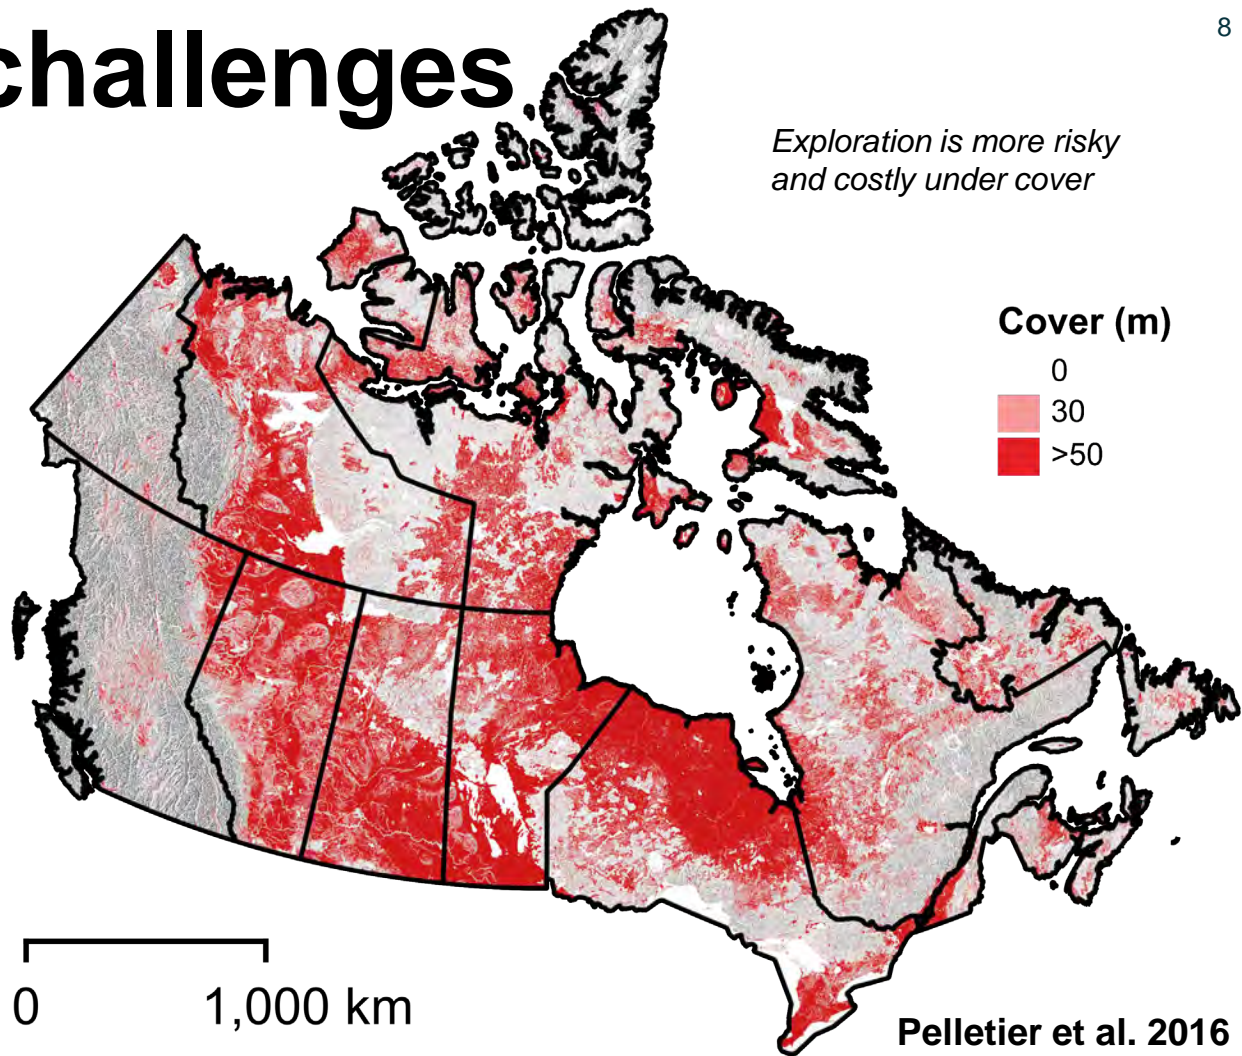 8
challenges
Exploration is more risky
and costly under cover
Cover (m)
0
30
>50
0 1,000 km
Pelletier et al. 2016